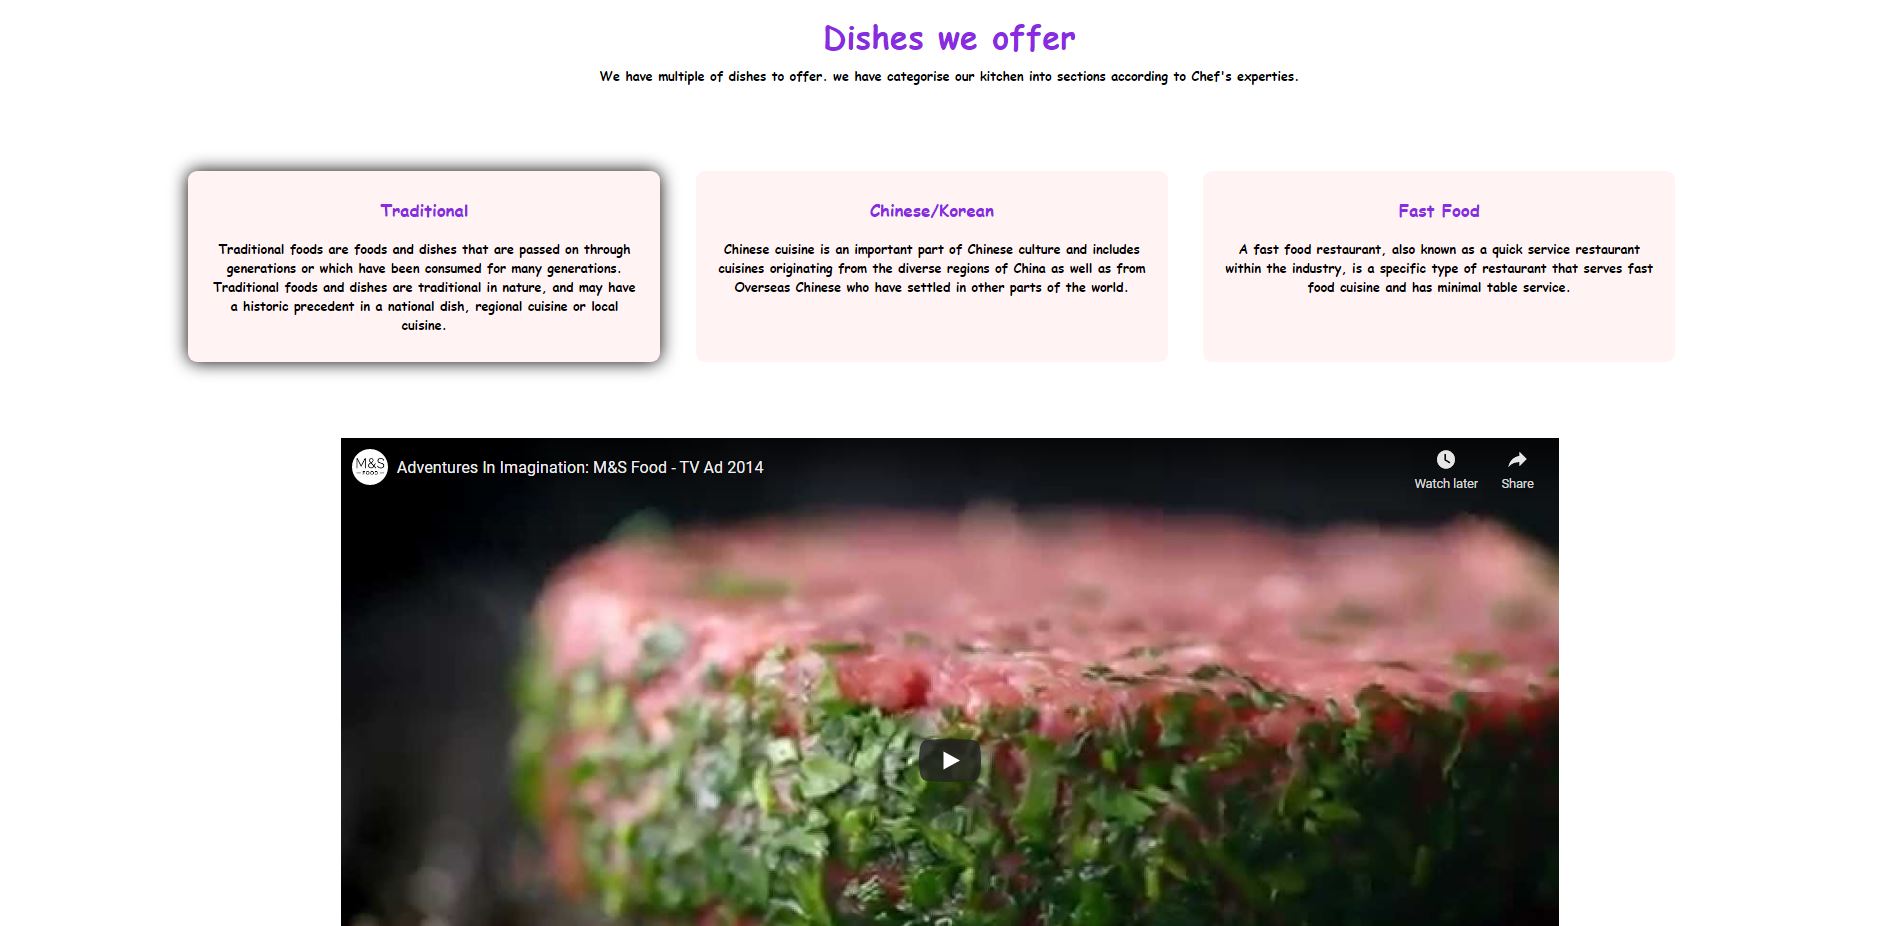 Dishes we offer
We have multiple of dishes to offer. we have categorise our kitchen into sections according to Chef's experties.
Traditional
Traditional foods are foods and dishes that are passed on through
generations or which have been consumed for many generations.
Traditional foods and dishes are traditional in nature, and may have
a historic precedent in a national dish, regional cuisine or local
cuisine.
Chinese/Korean
Chinese cuisine is an important part of Chinese culture and includes
cuisines originating from the diverse regions of China as well as from
Overseas Chinese who have settled in other parts of the world.
Fast Food
A fast food restaurant, also known as a quick service restaurant
within the industry, is a specific type of restaurant that serves fast
food cuisine and has minimal table service.
M&S
FOOD
Adventures In Imagination: M&S Food - TV Ad 2014
Watch later
Share